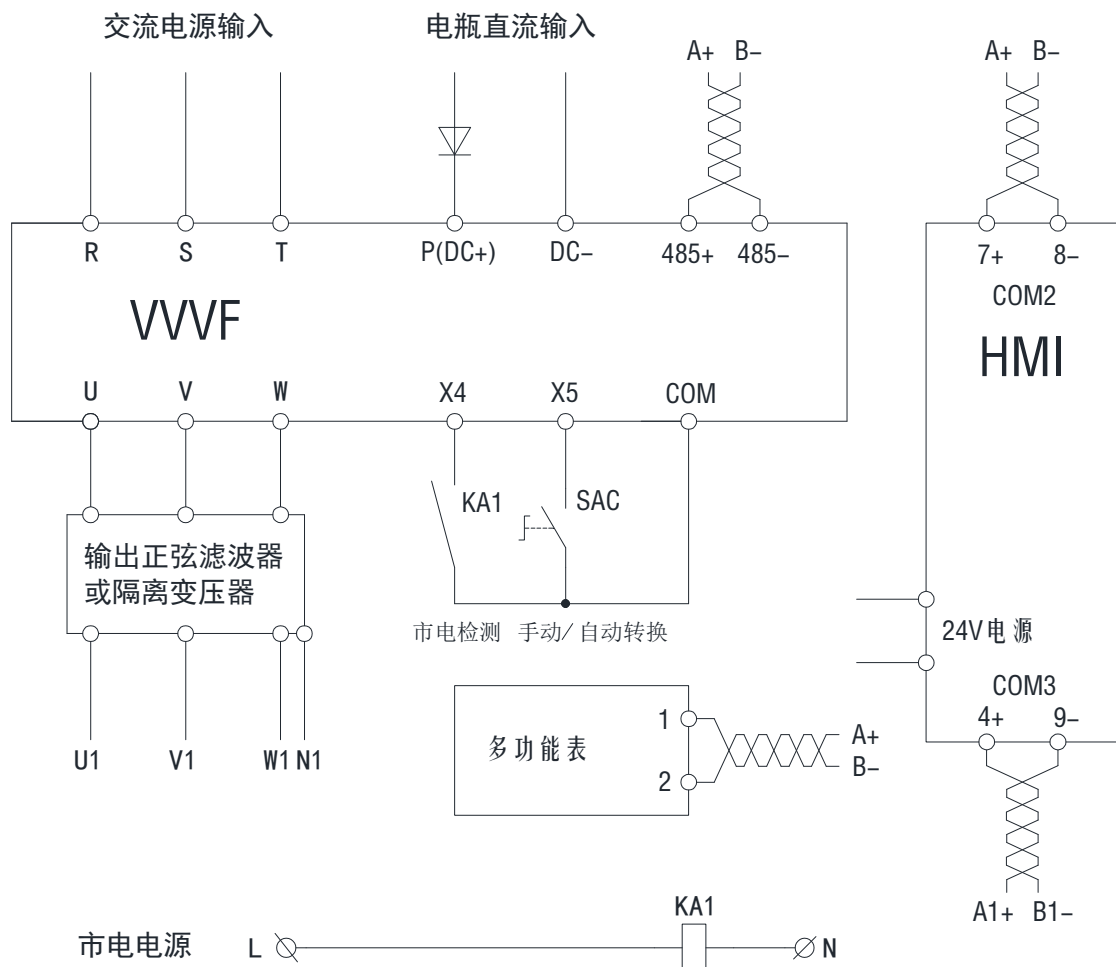 交流电源输入 电瓶直流输入
A+ B− A+ B−
R S T P(DC+) DC− 485+ 485− 7+ 8−
COM2
VVVF HMI
U V W X4 X5 COM
KA1 SAC
输出正弦滤波器
或隔离变压器
市电检测 手动/自动转换
24V电源
COM3
4+ 9−
U1 V1 W1 N1
1
多功能表
2
A+
B−
A1+ B1−
KA1
市电电源 L N